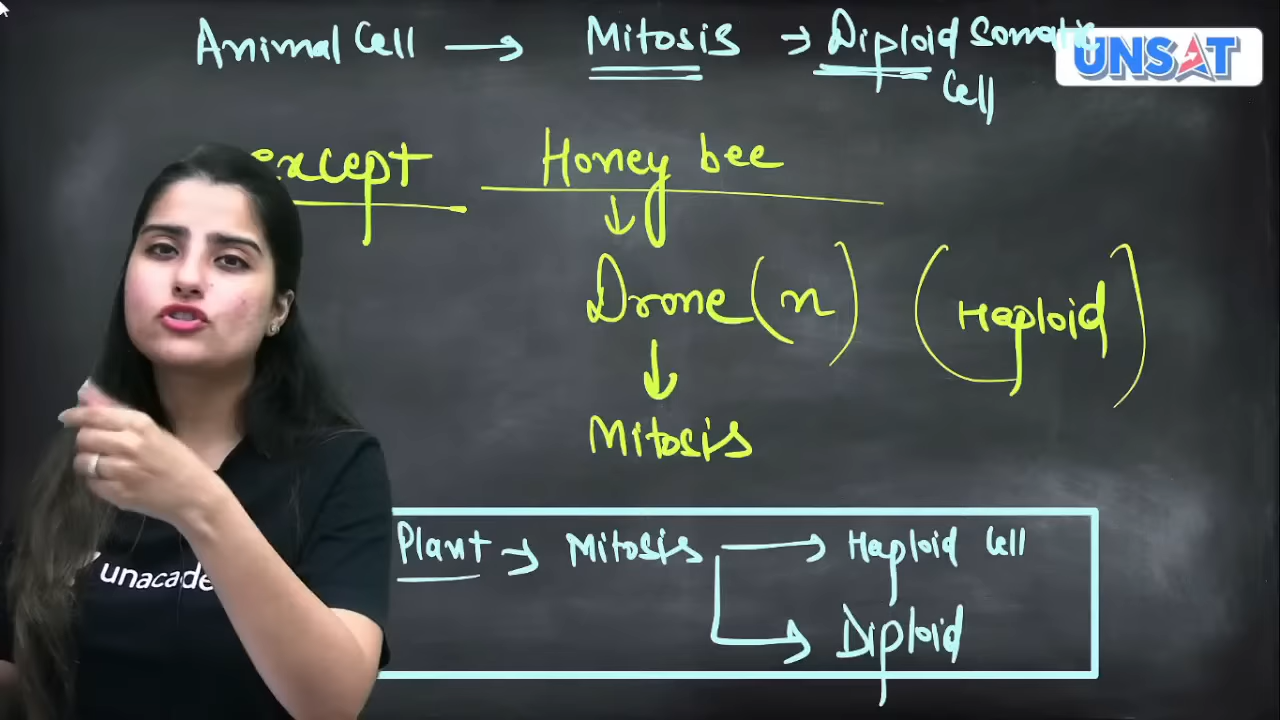 Animal Cell → Mitosis → Diploid Somatic
Cell
UNSAT
except Honey bee
↓
Drone (n) (Haploid)
↓
Mitosis
Plant → Mitosis → Haploid Cell
→ Diploid
unacade